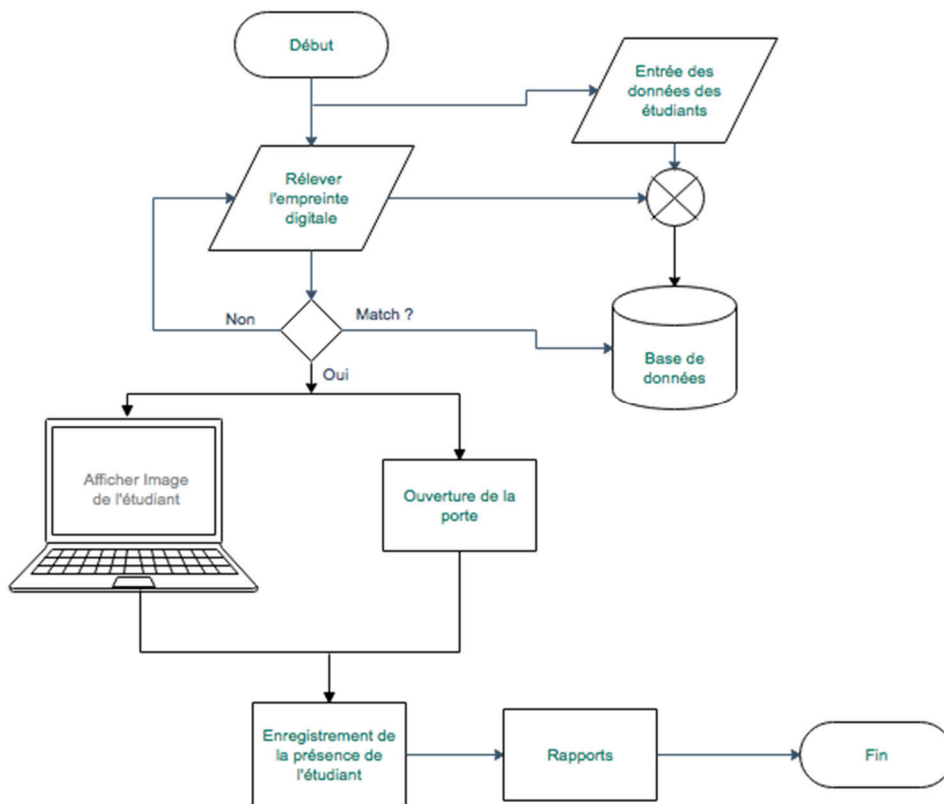 Début
Entrée des
données des
étudiants
Rélever
l'empreinte
digitale
Non
Match ?
Oui
Base de
données
Afficher Image
de l'étudiant
Ouverture de la
porte
Enregistrement de
la présence de
l'étudiant
Rapports
Fin